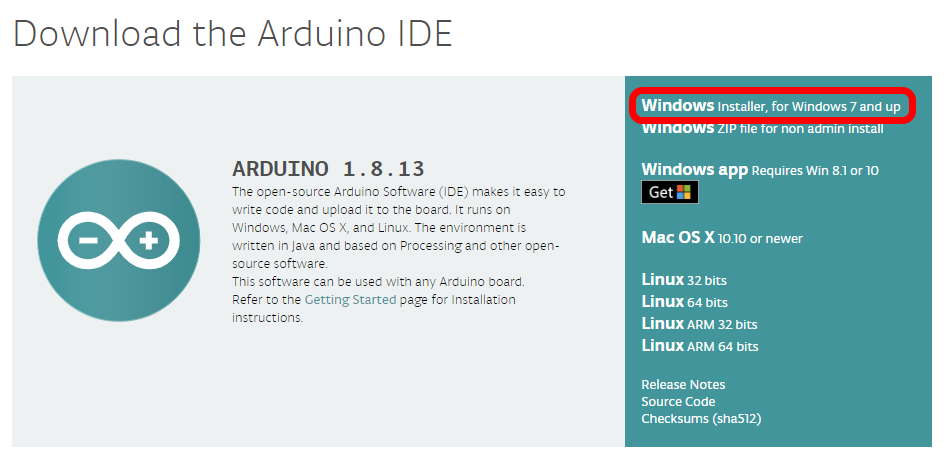 Download the Arduino IDE
ARDUINO 1.8.13
The open-source Arduino Software (IDE) makes it easy to
write code and upload it to the board. It runs on
Windows, Mac OS X, and Linux. The environment is
written in Java and based on Processing and other open-
source software.
This software can be used with any Arduino board.
Refer to the Getting Started page for Installation
instructions.
Windows Installer, for Windows 7 and up
Windows ZIP file for non admin install
Windows app Requires Win 8.1 or 10
Get
Mac OS X 10.10 or newer
Linux 32 bits
Linux 64 bits
Linux ARM 32 bits
Linux ARM 64 bits
Release Notes
Source Code
Checksums (sha512)